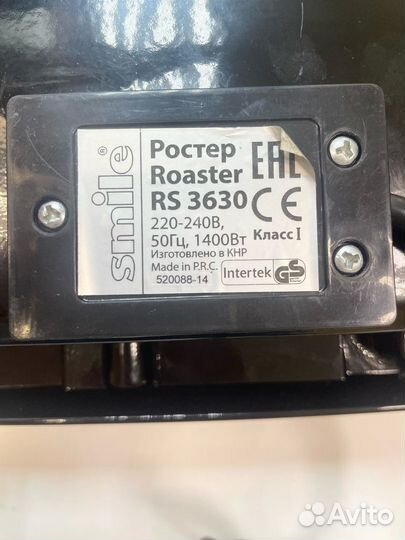 smile®
Ростер
Roaster
RS 3630
220-240В,
50Гц, 1400Вт
Класс I
Изготовлено в КНР
Made in P.R.C.
520088-14
EAC
CE
Intertek
GS
Avito